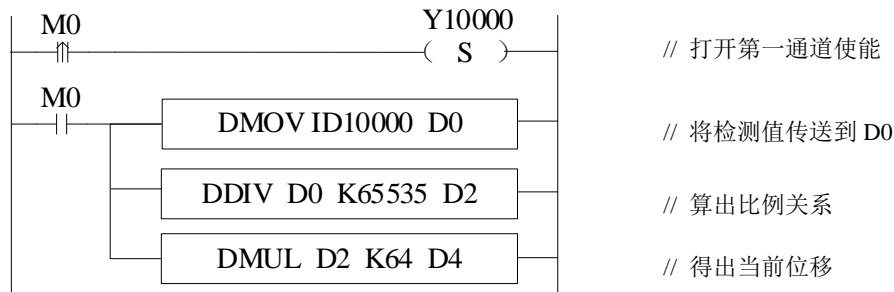 M0 Y10000
( S ) // 打开第一通道使能
M0
DMOV ID10000 D0 // 将检测值传送到 D0
DDIV D0 K65535 D2 // 算出比例关系
DMUL D2 K64 D4 // 得出当前位移